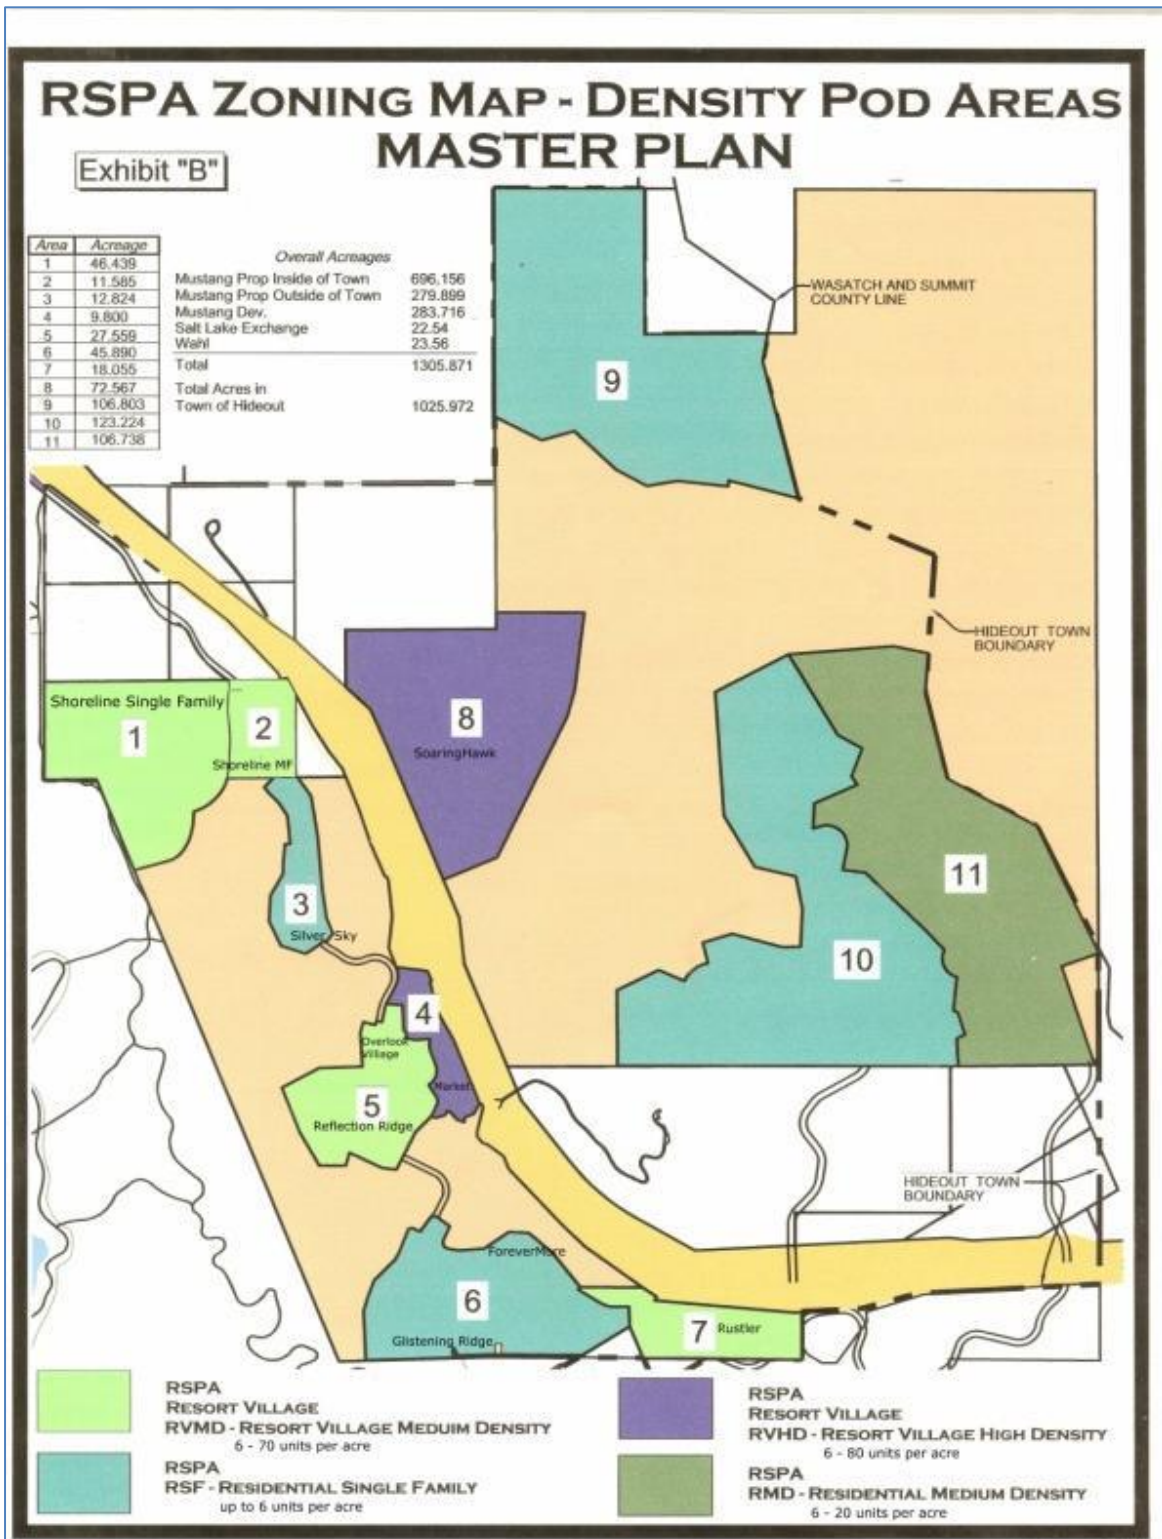 RSPA ZONING MAP - DENSITY POD AREAS
MASTER PLAN
Exhibit "B"
Area Acreage
1 46.439
2 11.585
3 12.824
4 9.800
5 27.559
6 45.890
7 18.055
8 72.567
9 106.803
10 123.224
11 106.738
Overall Acreages
Mustang Prop Inside of Town 696.156
Mustang Prop Outside of Town 279.899
Mustang Dev. 283.716
Salt Lake Exchange 22.54
Wahl 23.56
Total 1305.871
Total Acres in
Town of Hideout 1025.972
WASATCH AND SUMMIT
COUNTY LINE
9
HIDEOUT TOWN
BOUNDARY
Shoreline Single Family
1
2
Shoreline MF
8
SoaringHawk
3
Silver Sky
11
10
4
Overlook
Village
Market
5
Reflection Ridge
HIDEOUT TOWN
BOUNDARY
ForeverMore
6
Glistening Ridge
7
Rustler
RSPA
RESORT VILLAGE
RVMD - RESORT VILLAGE MEDUIM DENSITY
6 - 70 units per acre
RSPA
RSF - RESIDENTIAL SINGLE FAMILY
up to 6 units per acre
RSPA
RESORT VILLAGE
RVHD - RESORT VILLAGE HIGH DENSITY
6 - 80 units per acre
RSPA
RMD - RESIDENTIAL MEDIUM DENSITY
6 - 20 units per acre